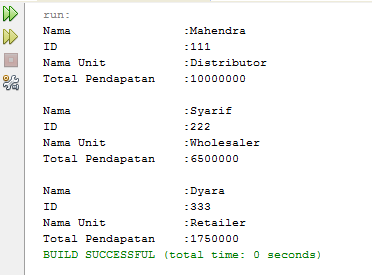 run:
Nama                 :Mahendra
ID                   :111
Nama Unit            :Distributor
Total Pendapatan     :10000000

Nama                 :Syarif
ID                   :222
Nama Unit            :Wholesaler
Total Pendapatan     :6500000

Nama                 :Dyara
ID                   :333
Nama Unit            :Retailer
Total Pendapatan     :1750000
BUILD SUCCESSFUL (total time: 0 seconds)